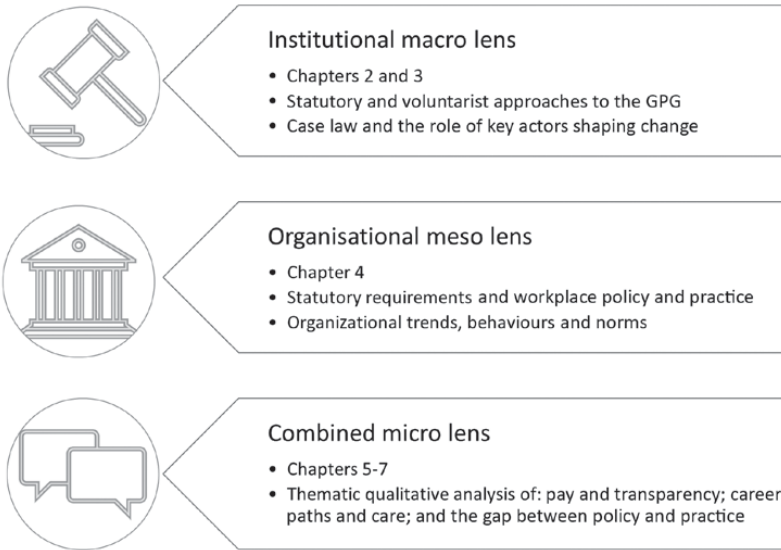 Institutional macro lens
• Chapters 2 and 3
• Statutory and voluntarist approaches to the GPG
• Case law and the role of key actors shaping change
Organisational meso lens
• Chapter 4
• Statutory requirements and workplace policy and practice
• Organizational trends, behaviours and norms
Combined micro lens
• Chapters 5-7
• Thematic qualitative analysis of: pay and transparency; career
paths and care; and the gap between policy and practice